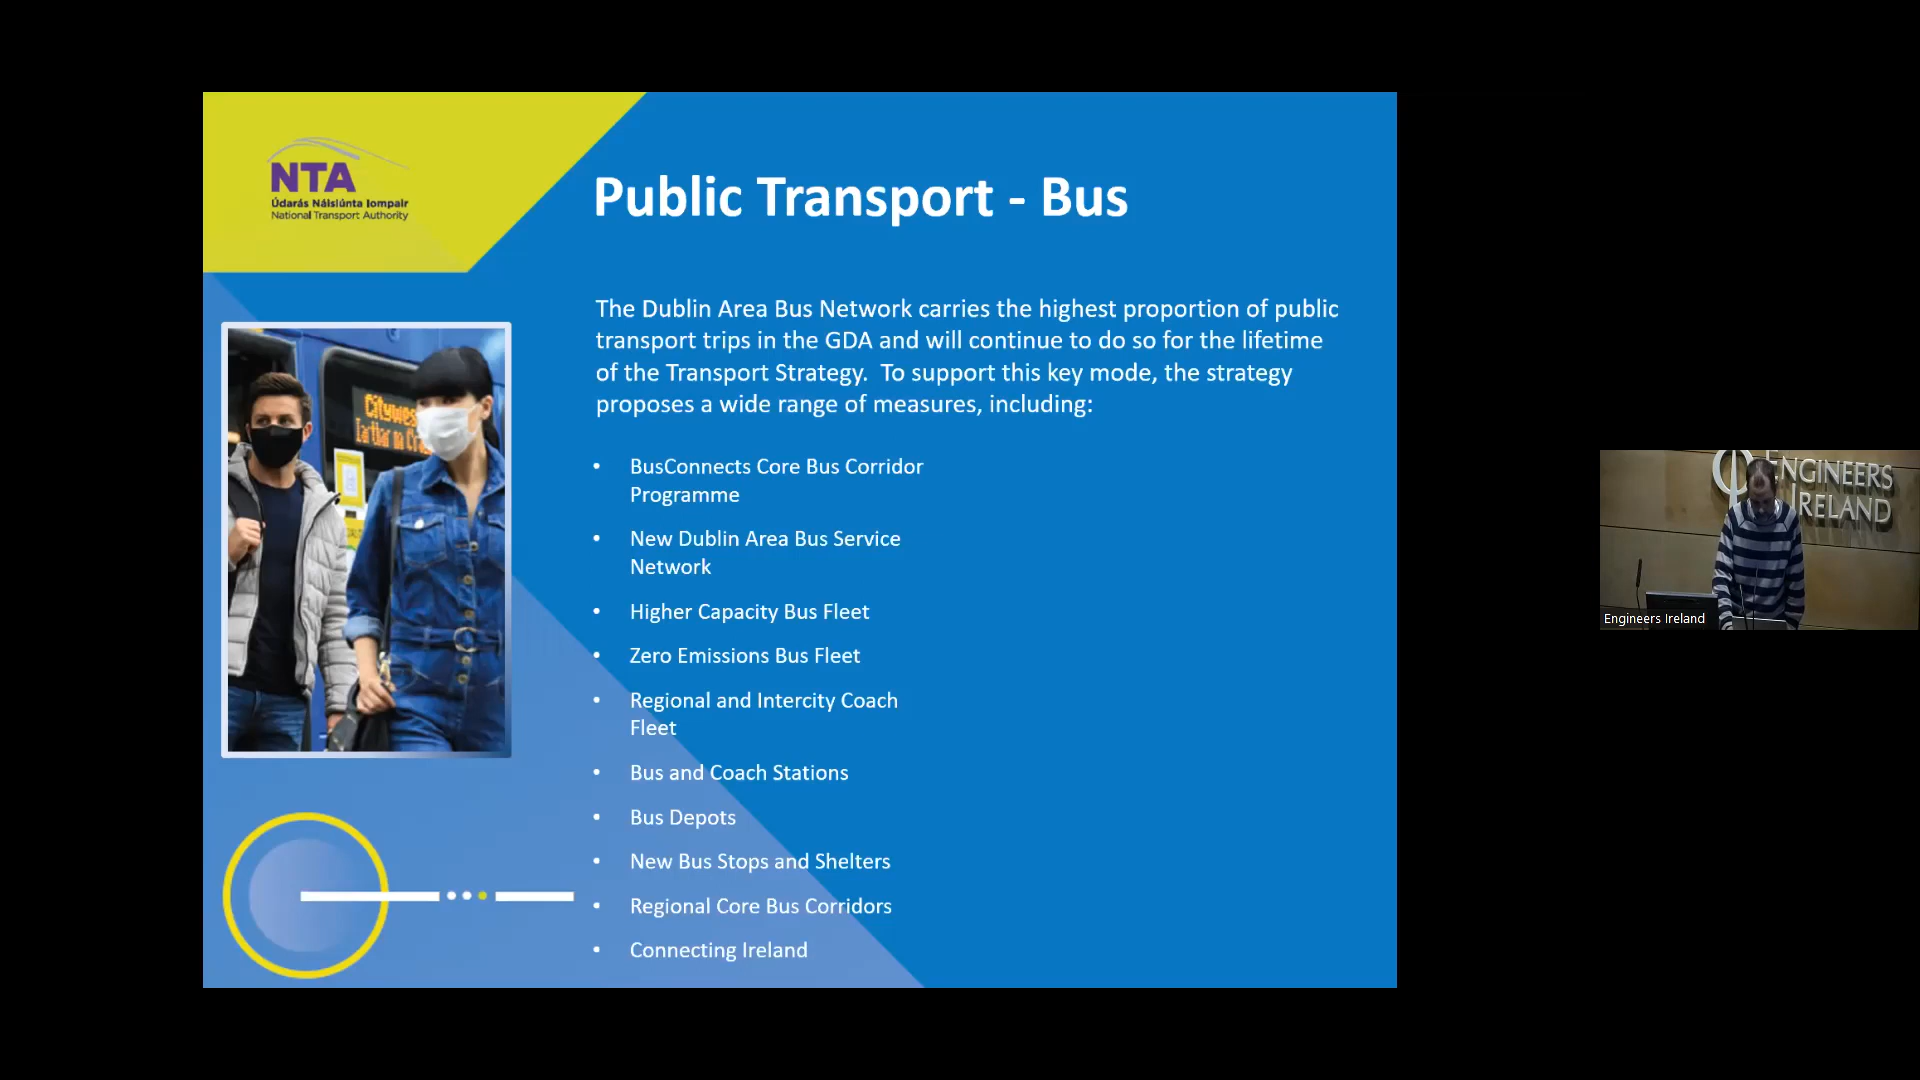 NTA
Údarás Náisiúnta Iompair
National Transport Authority
Public Transport - Bus
The Dublin Area Bus Network carries the highest proportion of public
transport trips in the GDA and will continue to do so for the lifetime
of the Transport Strategy. To support this key mode, the strategy
proposes a wide range of measures, including:
• BusConnects Core Bus Corridor
Programme
• New Dublin Area Bus Service
Network
• Higher Capacity Bus Fleet
• Zero Emissions Bus Fleet
• Regional and Intercity Coach
Fleet
• Bus and Coach Stations
• Bus Depots
• New Bus Stops and Shelters
• Regional Core Bus Corridors
• Connecting Ireland
ENGINEERS
IRELAND
Engineers Ireland